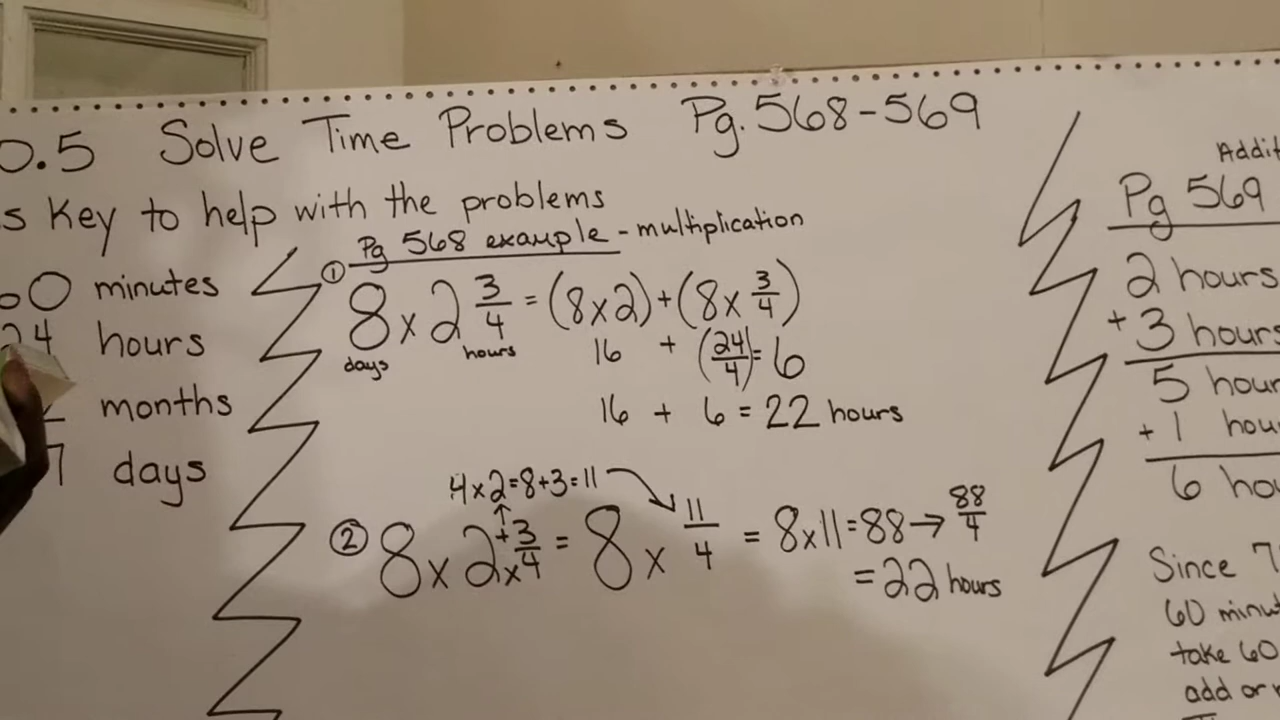 0.5 Solve Time Problems Pg. 568-569
s Key to help with the problems
60 minutes
24 hours
months
7 days
Pg 568 example - multiplication
① 8 x 2 3/4 = (8x2) + (8 x 3/4)
days hours
16 + (24/4) = 6
16 + 6 = 22 hours
4x2=8+3=11
② 8 x 2 + 3/4 x = 8 x 11/4 = 8x11=88 → 88/4
= 22 hours
Addit
Pg 569
2 hours
+ 3 hours
5 hour
+ 1 hou
6 ho
Since 7
60 minut
take 60
add or